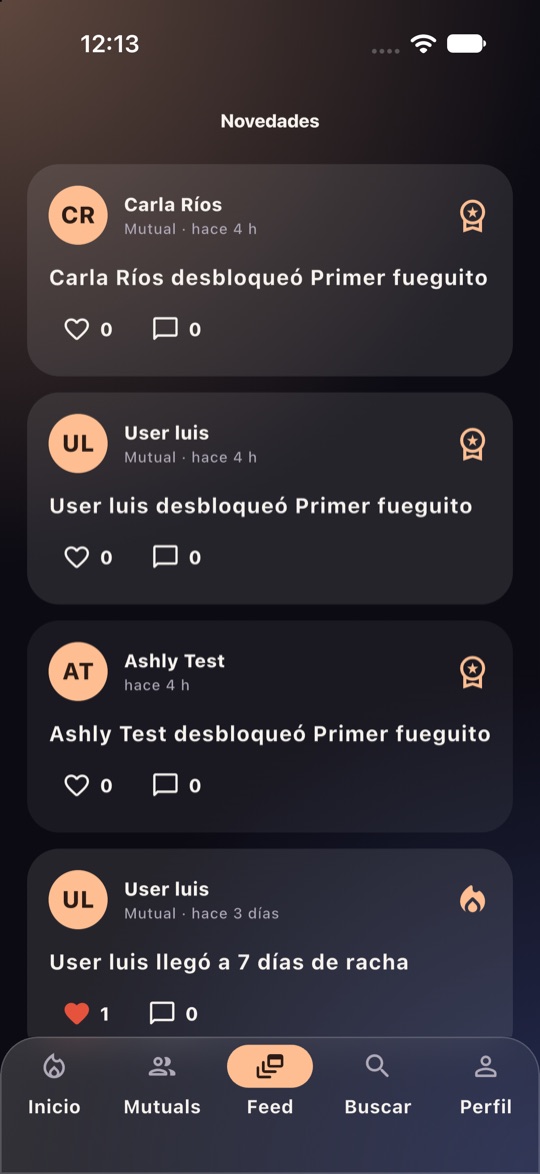 12:13
Novedades
CR
Carla Ríos
Mutual · hace 4 h
Carla Ríos desbloqueó Primer fueguito
0 0
UL
User luis
Mutual · hace 4 h
User luis desbloqueó Primer fueguito
0 0
AT
Ashly Test
hace 4 h
Ashly Test desbloqueó Primer fueguito
0 0
UL
User luis
Mutual · hace 3 días
User luis llegó a 7 días de racha
1 0
Inicio Mutuals Feed Buscar Perfil